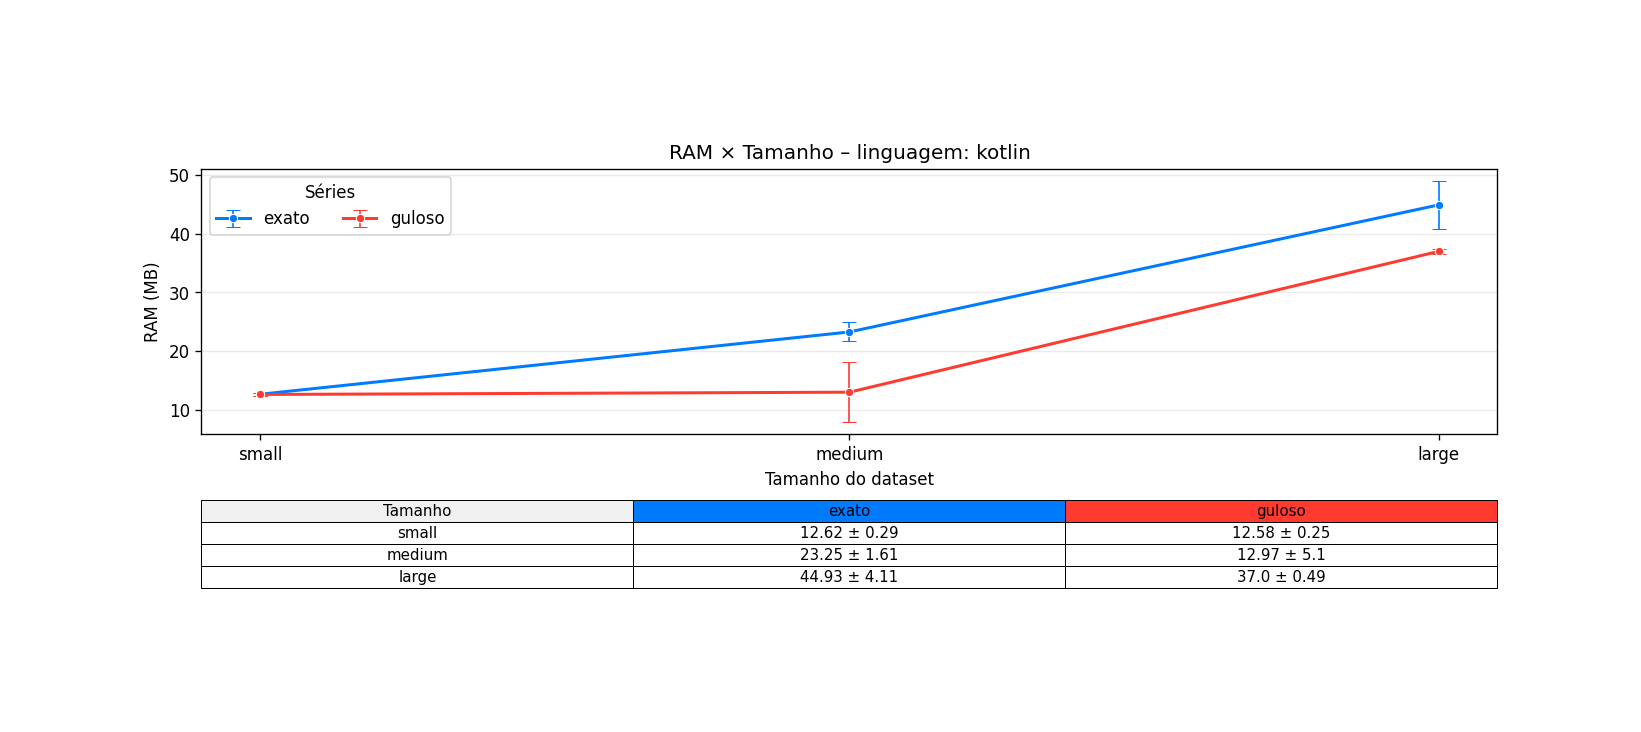 RAM × Tamanho – linguagem: kotlin
50
40
30
20
10
RAM (MB)
Séries
exato guloso
small medium large
Tamanho do dataset
Tamanho exato guloso
small 12.62 ± 0.29 12.58 ± 0.25
medium 23.25 ± 1.61 12.97 ± 5.1
large 44.93 ± 4.11 37.0 ± 0.49